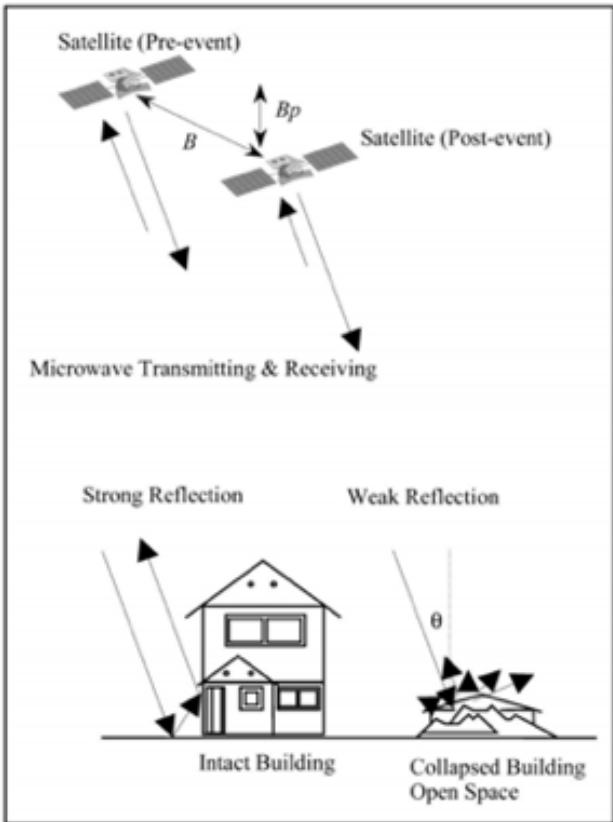 Satellite (Pre-event)
Bp
B
Satellite (Post-event)
Microwave Transmitting & Receiving
Strong Reflection
Weak Reflection
θ
Intact Building
Collapsed Building
Open Space